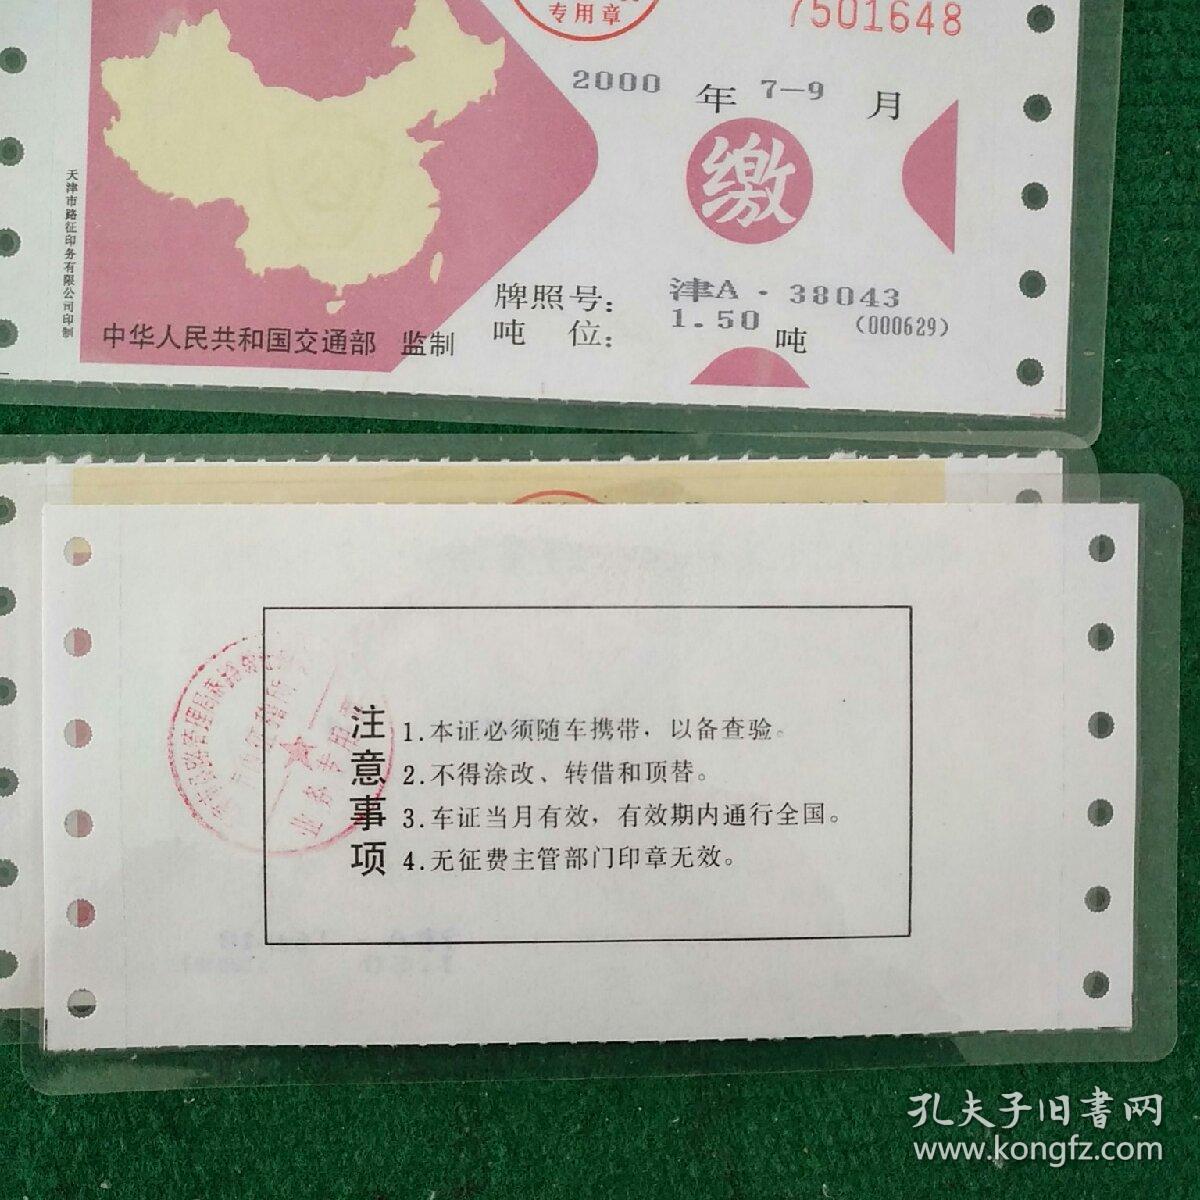 专用章
7501648
2000 年 7-9 月
缴
天津市路征印务有限公司印制
牌照号: 津A·38043
吨 位: 1.50 吨 (000629)
中华人民共和国交通部 监制
注意事项
1.本证必须随车携带，以备查验。
2.不得涂改、转借和顶替。
3.车证当月有效，有效期内通行全国。
4.无征费主管部门印章无效。
业务专用章
孔夫子旧书网
www.kongfz.com